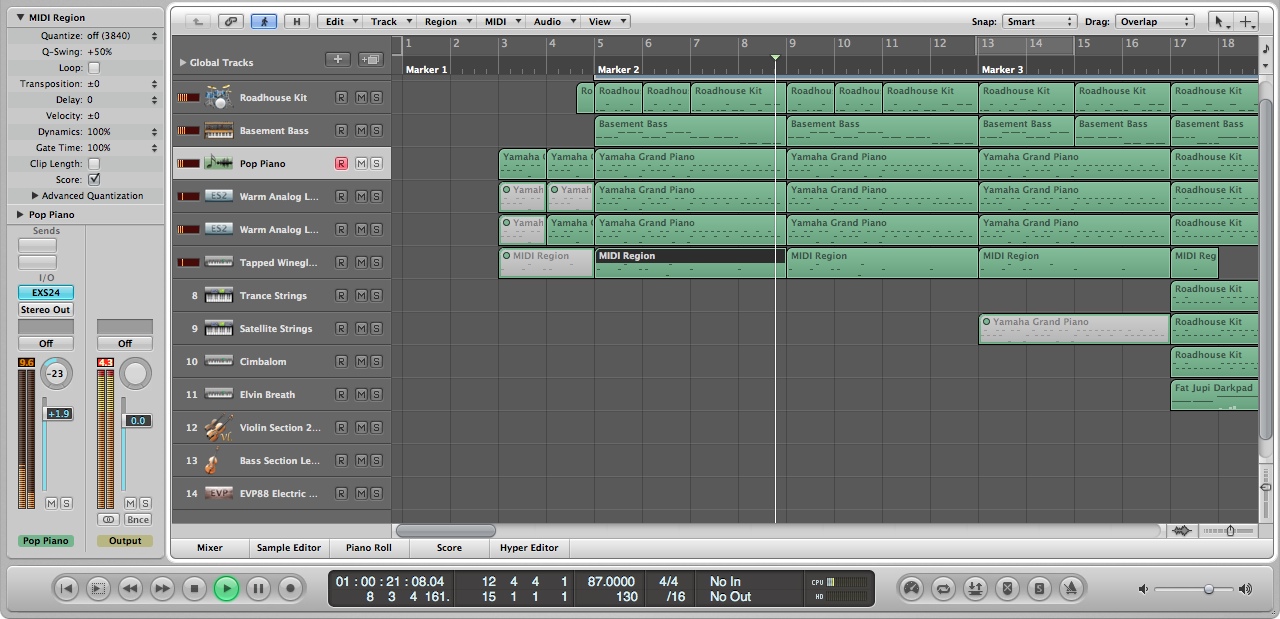 MIDI Region
Quantize: off (3840)
Q-Swing: +50%
Loop:
Transposition: ±0
Delay: 0
Velocity: ±0
Dynamics: 100%
Gate Time: 100%
Clip Length:
Score:
Advanced Quantization
Pop Piano
Sends
I/O
EXS24
Stereo Out
Off
Off
9.6
4.3
-23
+1.9
0.0
M S
M S
Bnce
Pop Piano
Output
H
Edit Track Region MIDI Audio View
Snap: Smart Drag: Overlap
1 2 3 4 5 6 7 8 9 10 11 12 13 14 15 16 17 18
Global Tracks
Marker 1 Marker 2 Marker 3
Roadhouse Kit R M S
Ro Roadhou Roadhou Roadhouse Kit Roadhou Roadhou Roadhouse Kit Roadhouse Kit Roadhouse Kit Roadhouse Kit
Basement Bass R M S
Basement Bass Basement Bass Basement Bass Basement Bass Basement Bass
Pop Piano R M S
Yamaha G Yamaha G Yamaha Grand Piano Yamaha Grand Piano Yamaha Grand Piano Roadhouse Kit
ES2 Warm Analog L... R M S
Yamah Yamah Yamaha Grand Piano Yamaha Grand Piano Yamaha Grand Piano Roadhouse Kit
ES2 Warm Analog L... R M S
Yamah Yamaha G Yamaha Grand Piano Yamaha Grand Piano Yamaha Grand Piano Roadhouse Kit
Tapped Winegl... R M S
MIDI Region MIDI Region MIDI Region MIDI Region MIDI Reg
8 Trance Strings R M S
Roadhouse Kit
9 Satellite Strings R M S
Yamaha Grand Piano Roadhouse Kit
10 Cimbalom R M S
Roadhouse Kit
11 Elvin Breath R M S
Fat Jupi Darkpad
12 Violin Section 2... R M S
13 Bass Section Le... R M S
14 EVP EVP88 Electric ... R M S
Mixer Sample Editor Piano Roll Score Hyper Editor
01 : 00 : 21 : 08.04 12 4 4 1 87.0000 4/4 No In CPU
8 3 4 161. 15 1 1 1 130 /16 No Out HD
S